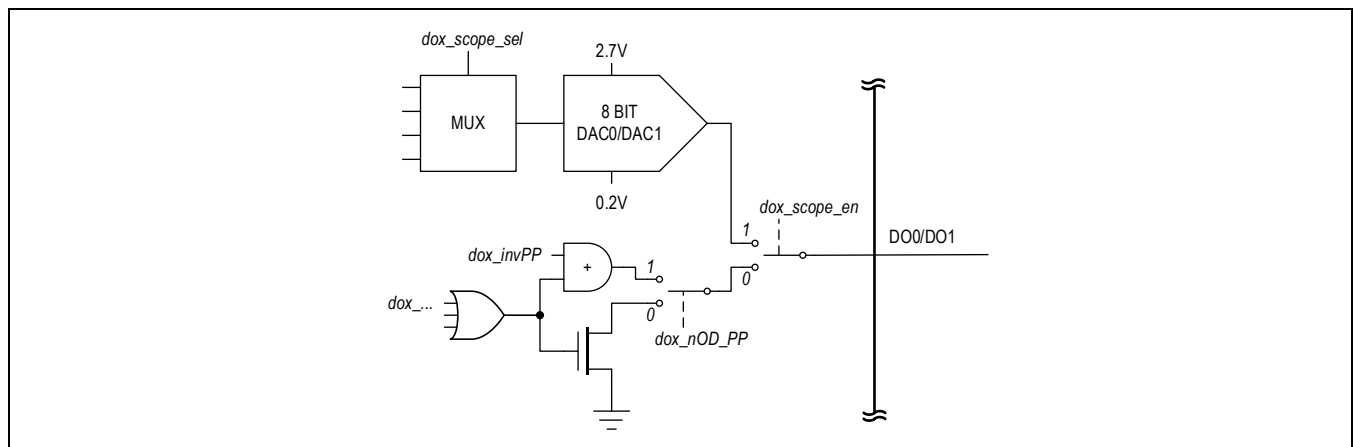 dox_scope_sel
2.7V
MUX
8 BIT
DAC0/DAC1
0.2V
dox_scope_en
1
DO0/DO1
0
dox_invPP
+
1
dox_...
0
dox_nOD_PP